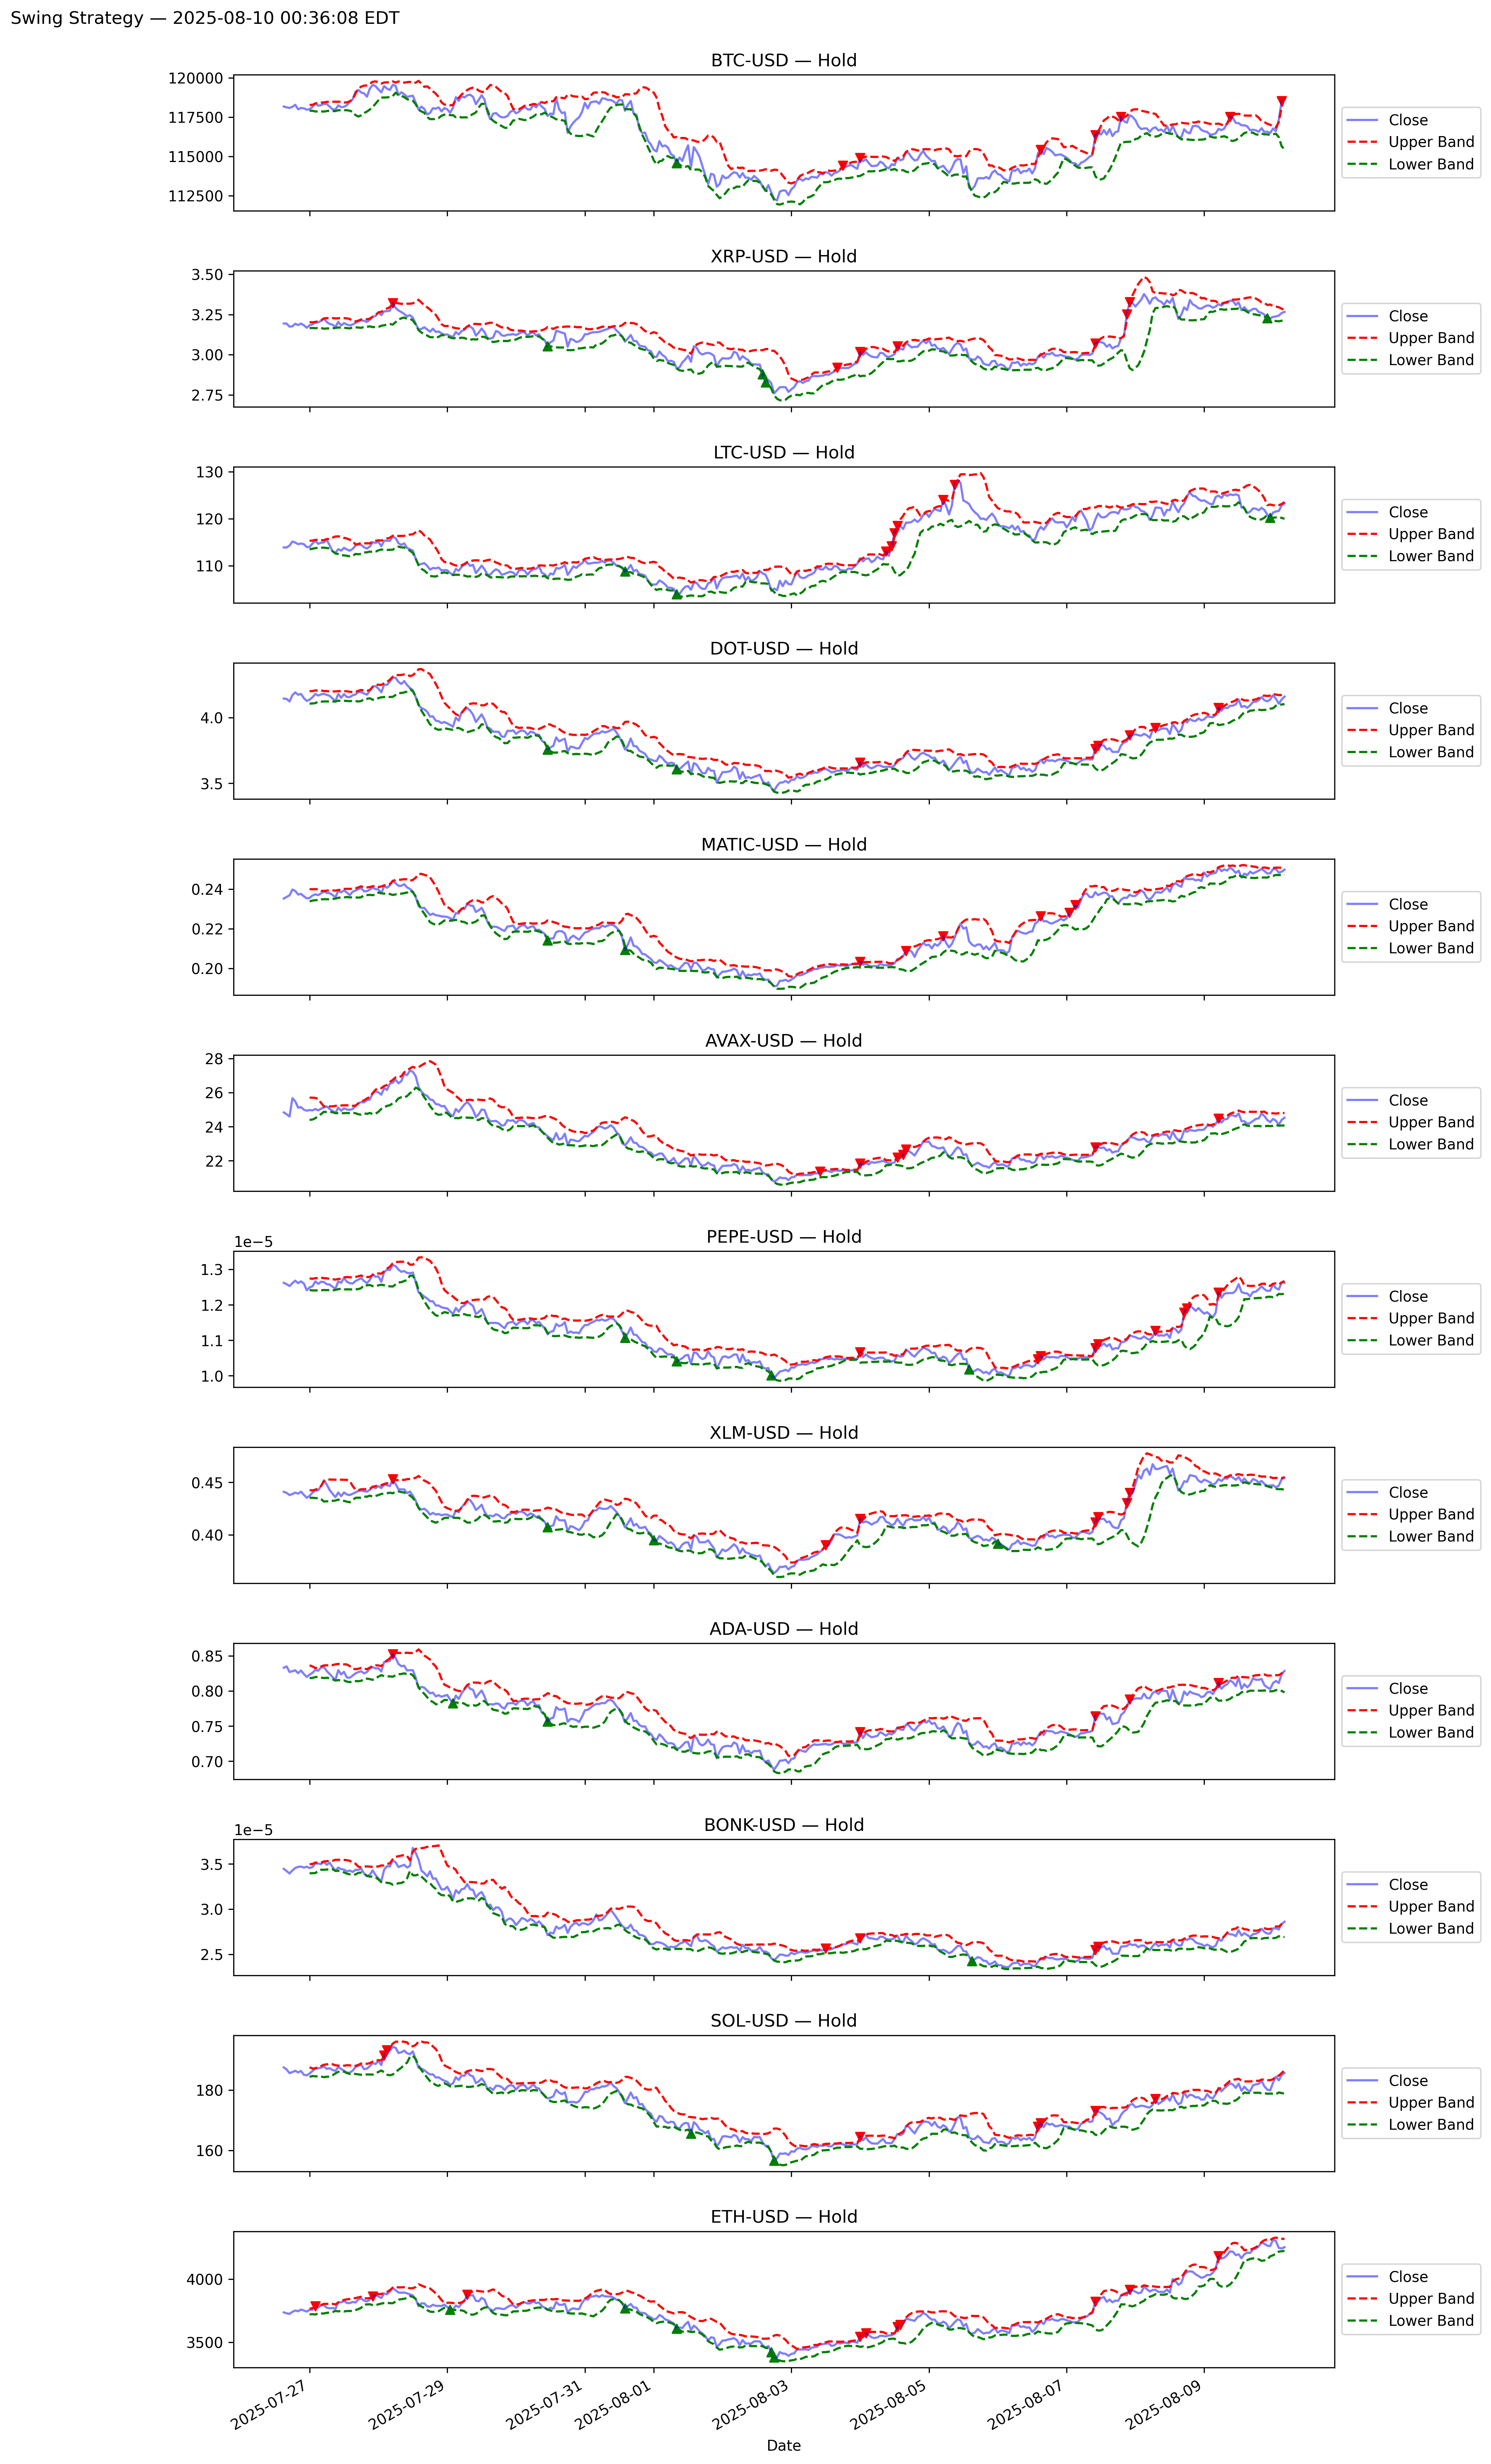 Swing Strategy — 2025-08-10 00:36:08 EDT
BTC-USD — Hold
120000
117500
115000
112500
Close
Upper Band
Lower Band
XRP-USD — Hold
3.50
3.25
3.00
2.75
Close
Upper Band
Lower Band
LTC-USD — Hold
130
120
110
Close
Upper Band
Lower Band
DOT-USD — Hold
4.0
3.5
Close
Upper Band
Lower Band
MATIC-USD — Hold
0.24
0.22
0.20
Close
Upper Band
Lower Band
AVAX-USD — Hold
28
26
24
22
Close
Upper Band
Lower Band
PEPE-USD — Hold
1e−5
1.3
1.2
1.1
1.0
Close
Upper Band
Lower Band
XLM-USD — Hold
0.45
0.40
Close
Upper Band
Lower Band
ADA-USD — Hold
0.85
0.80
0.75
0.70
Close
Upper Band
Lower Band
BONK-USD — Hold
1e−5
3.5
3.0
2.5
Close
Upper Band
Lower Band
SOL-USD — Hold
180
160
Close
Upper Band
Lower Band
ETH-USD — Hold
4000
3500
Close
Upper Band
Lower Band
2025-07-27
2025-07-29
2025-07-31
2025-08-01
2025-08-03
2025-08-05
2025-08-07
2025-08-09
Date